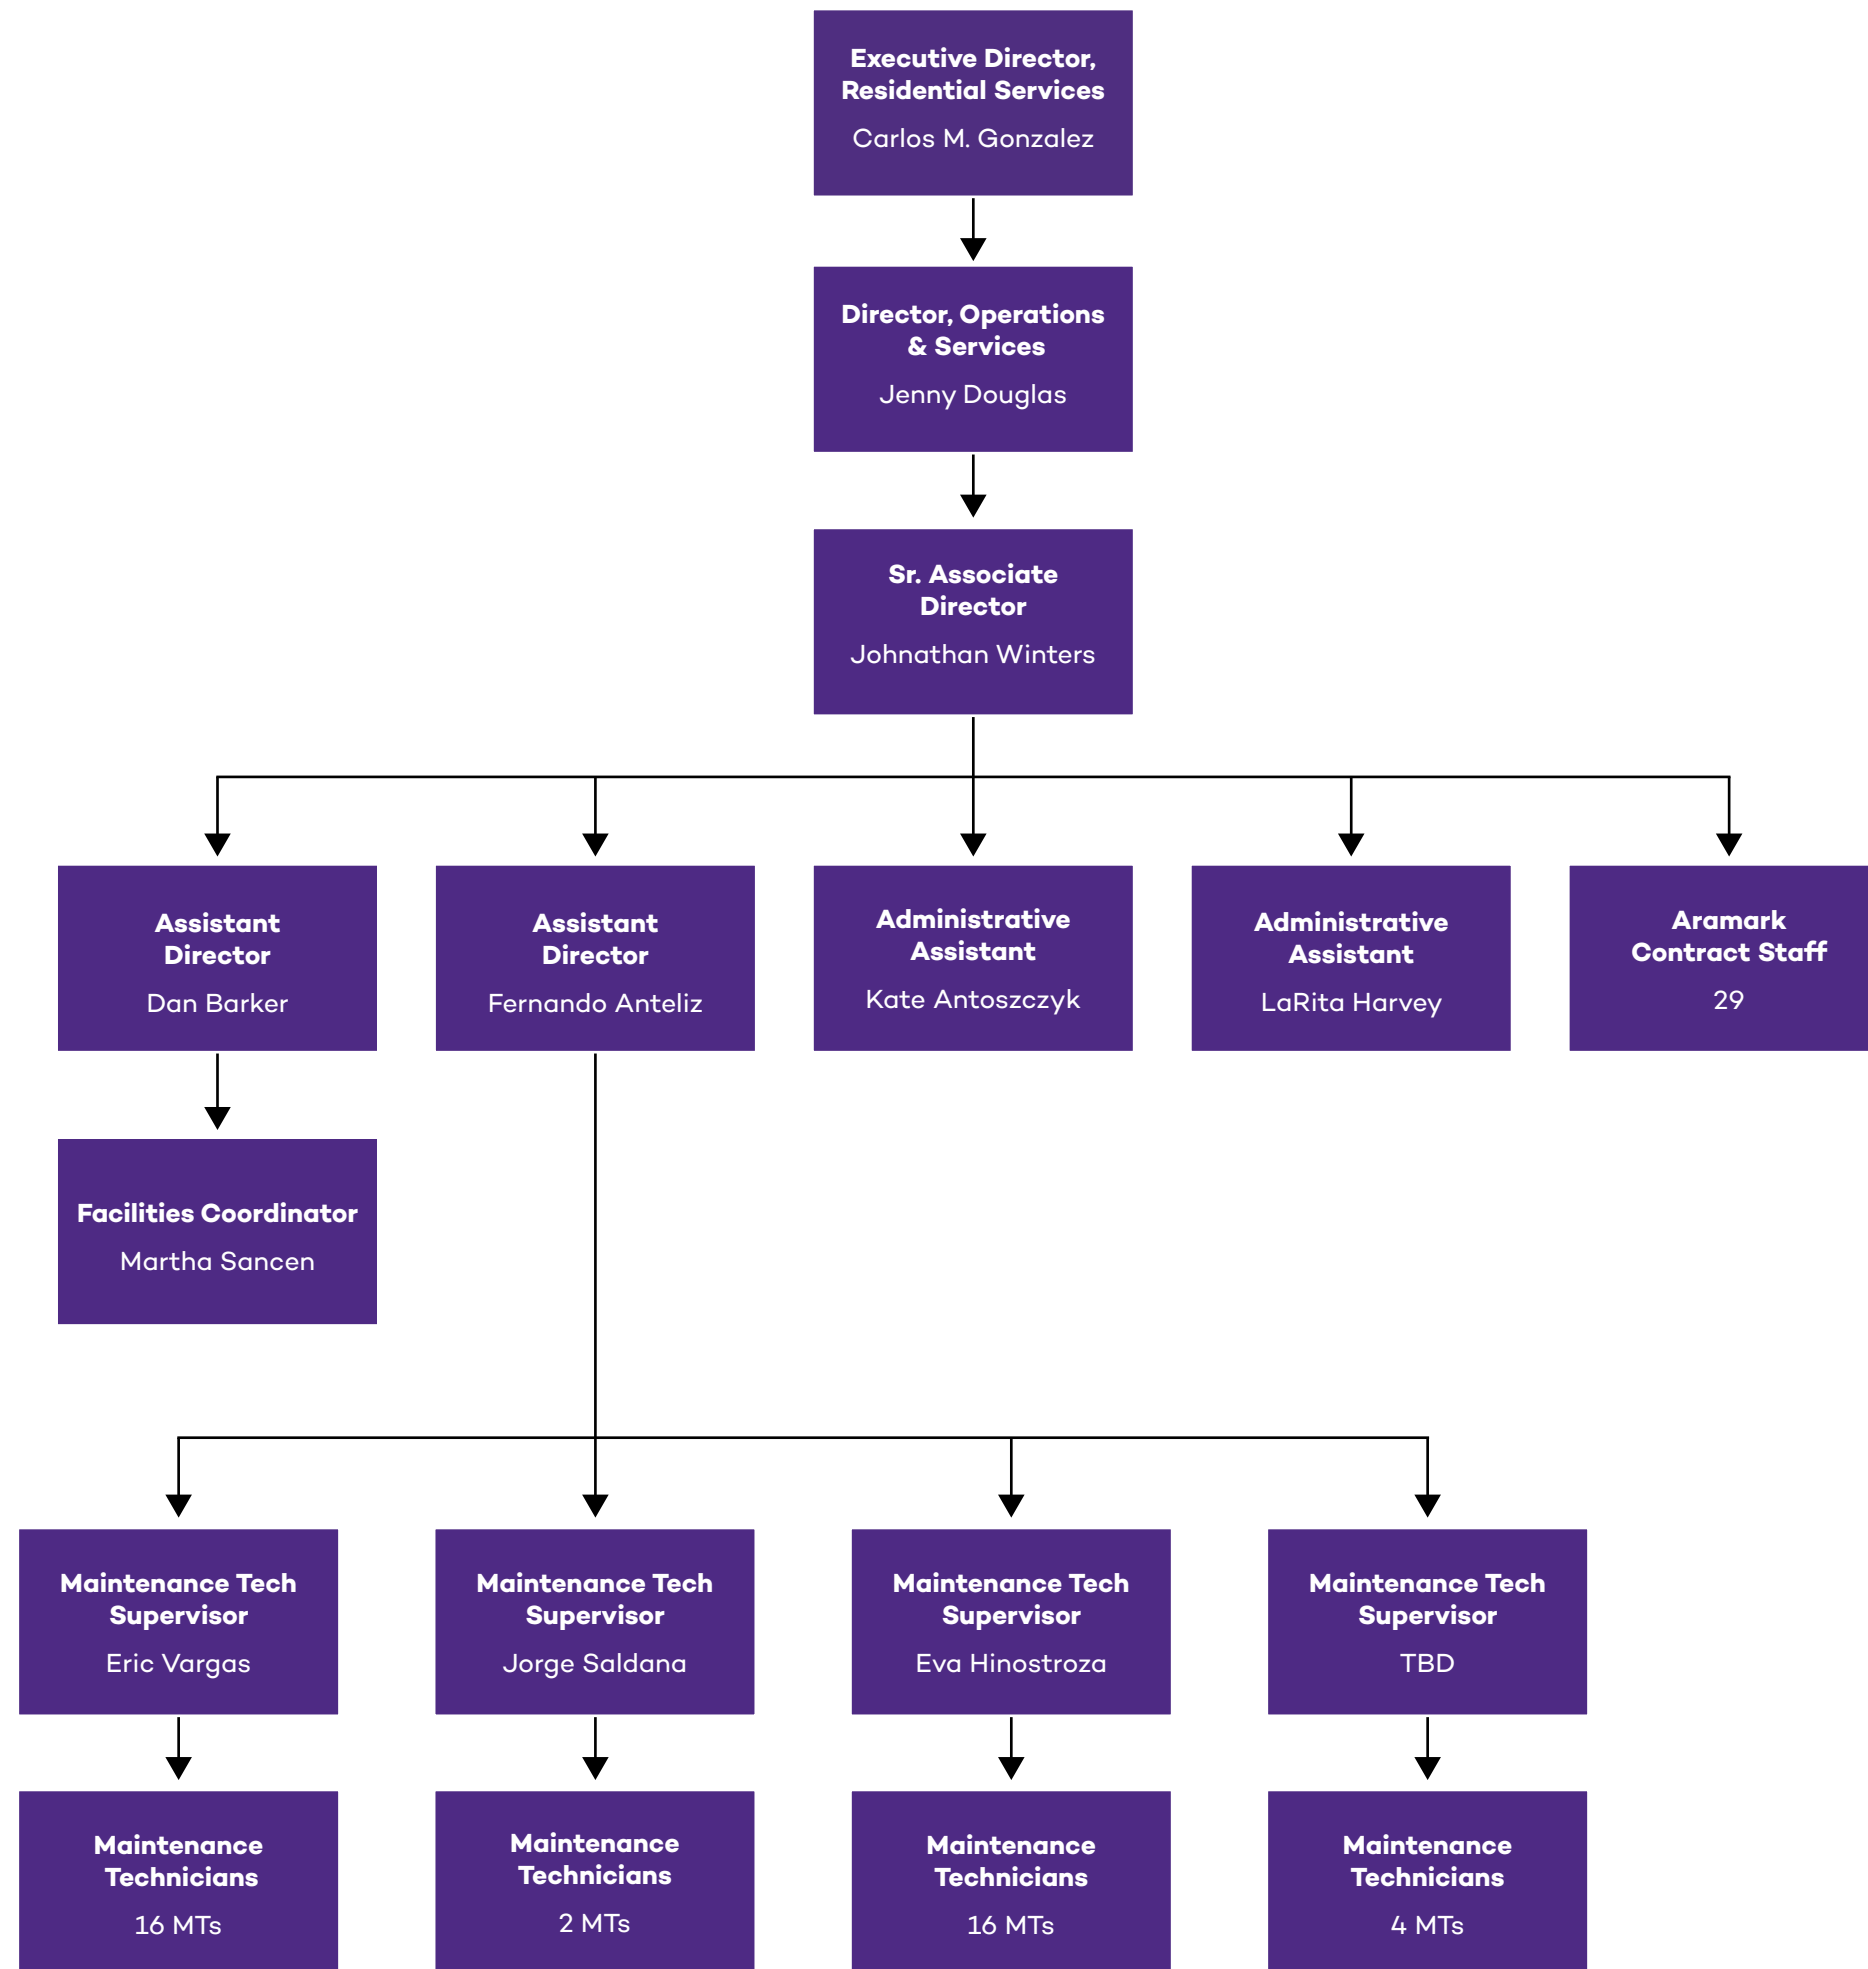 Executive Director,
Residential Services
Carlos M. Gonzalez
Director, Operations
& Services
Jenny Douglas
Sr. Associate
Director
Johnathan Winters
Assistant
Director
Dan Barker
Assistant
Director
Fernando Anteliz
Administrative
Assistant
Kate Antoszczyk
Administrative
Assistant
LaRita Harvey
Aramark
Contract Staff
29
Facilities Coordinator
Martha Sancen
Maintenance Tech
Supervisor
Eric Vargas
Maintenance Tech
Supervisor
Jorge Saldana
Maintenance Tech
Supervisor
Eva Hinostroza
Maintenance Tech
Supervisor
TBD
Maintenance
Technicians
16 MTs
Maintenance
Technicians
2 MTs
Maintenance
Technicians
16 MTs
Maintenance
Technicians
4 MTs